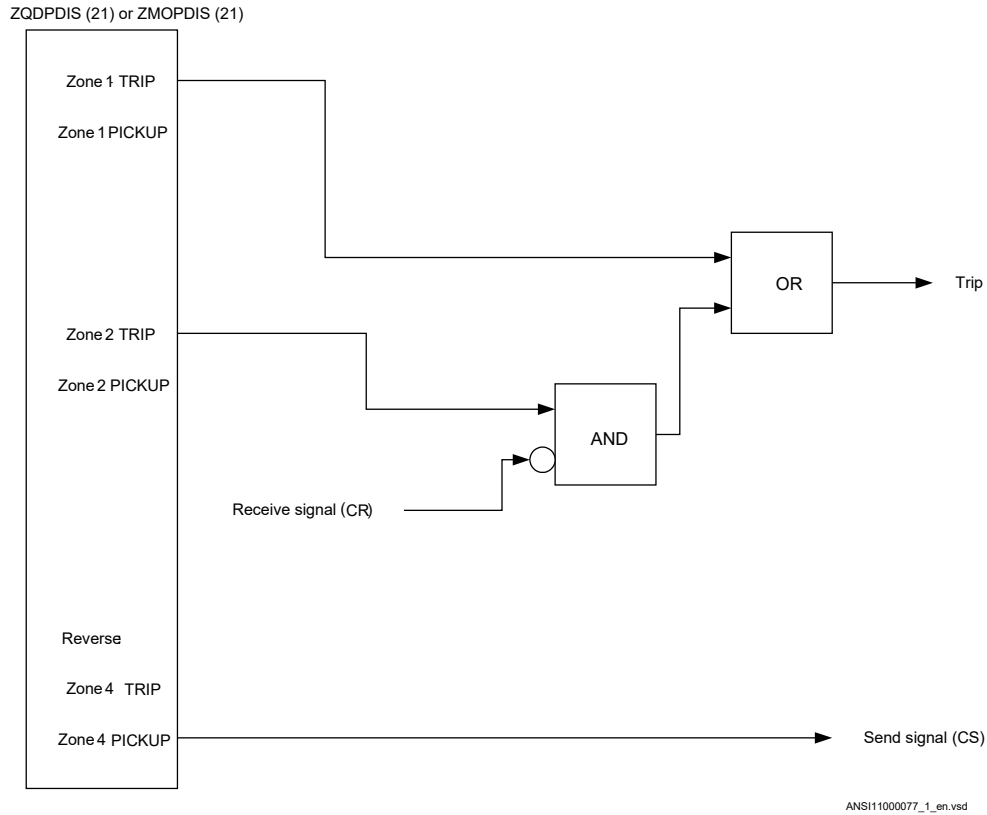 ZQDPDIS (21) or ZMOPDIS (21)
Zone 1 TRIP
Zone 1 PICKUP
OR
Trip
Zone 2 TRIP
Zone 2 PICKUP
AND
Receive signal (CR)
Reverse
Zone 4 TRIP
Zone 4 PICKUP
Send signal (CS)
ANSI11000077_1_en.vsd